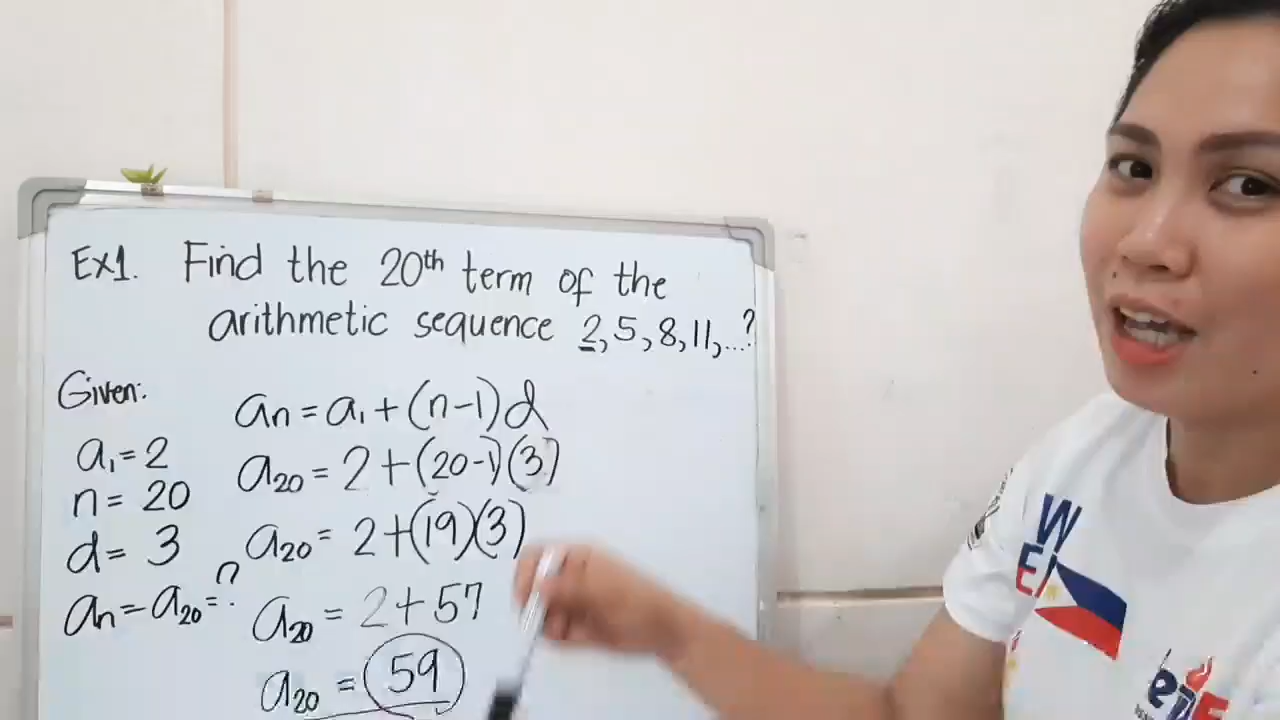 Ex1. Find the 20th term of the
arithmetic sequence 2, 5, 8, 11, ...?
Given:
a₁ = 2
n = 20
d = 3
aₙ = a₂₀ = ?
aₙ = a₁ + (n-1)d
a₂₀ = 2 + (20-1)(3)
a₂₀ = 2 + (19)(3)
a₂₀ = 2 + 57
a₂₀ = 59
WE